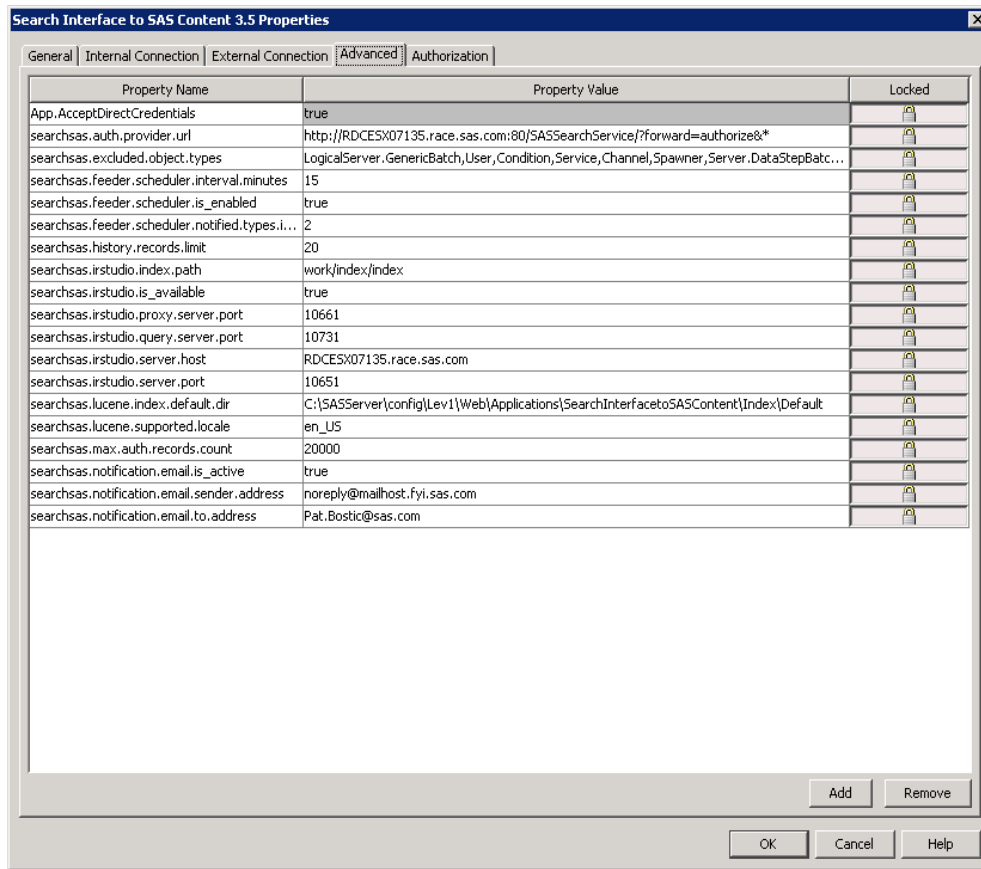 Search Interface to SAS Content 3.5 Properties
General Internal Connection External Connection Advanced Authorization
Property Name Property Value Locked
App.AcceptDirectCredentials true
searchsas.auth.provider.url http://RDCESX07135.race.sas.com:80/SASSearchService/?forward=authorize&*
searchsas.excluded.object.types LogicalServer.GenericBatch,User,Condition,Service,Channel,Spawner,Server.DataStepBatc...
searchsas.feeder.scheduler.interval.minutes 15
searchsas.feeder.scheduler.is_enabled true
searchsas.feeder.scheduler.notified.types.i... 2
searchsas.history.records.limit 20
searchsas.irstudio.index.path work/index/index
searchsas.irstudio.is_available true
searchsas.irstudio.proxy.server.port 10661
searchsas.irstudio.query.server.port 10731
searchsas.irstudio.server.host RDCESX07135.race.sas.com
searchsas.irstudio.server.port 10651
searchsas.lucene.index.default.dir C:\SASServer\config\Lev1\Web\Applications\SearchInterfacetoSASContent\Index\Default
searchsas.lucene.supported.locale en_US
searchsas.max.auth.records.count 20000
searchsas.notification.email.is_active true
searchsas.notification.email.sender.address noreply@mailhost.fyi.sas.com
searchsas.notification.email.to.address Pat.Bostic@sas.com
Add Remove
OK Cancel Help